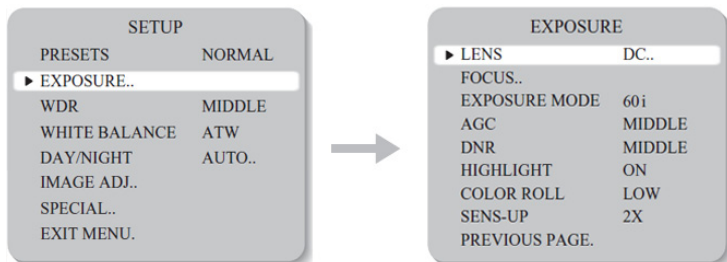 SETUP
PRESETS NORMAL
EXPOSURE..
WDR MIDDLE
WHITE BALANCE ATW
DAY/NIGHT AUTO..
IMAGE ADJ..
SPECIAL..
EXIT MENU.
EXPOSURE
LENS DC..
FOCUS..
EXPOSURE MODE 60i
AGC MIDDLE
DNR MIDDLE
HIGHLIGHT ON
COLOR ROLL LOW
SENS-UP 2X
PREVIOUS PAGE.